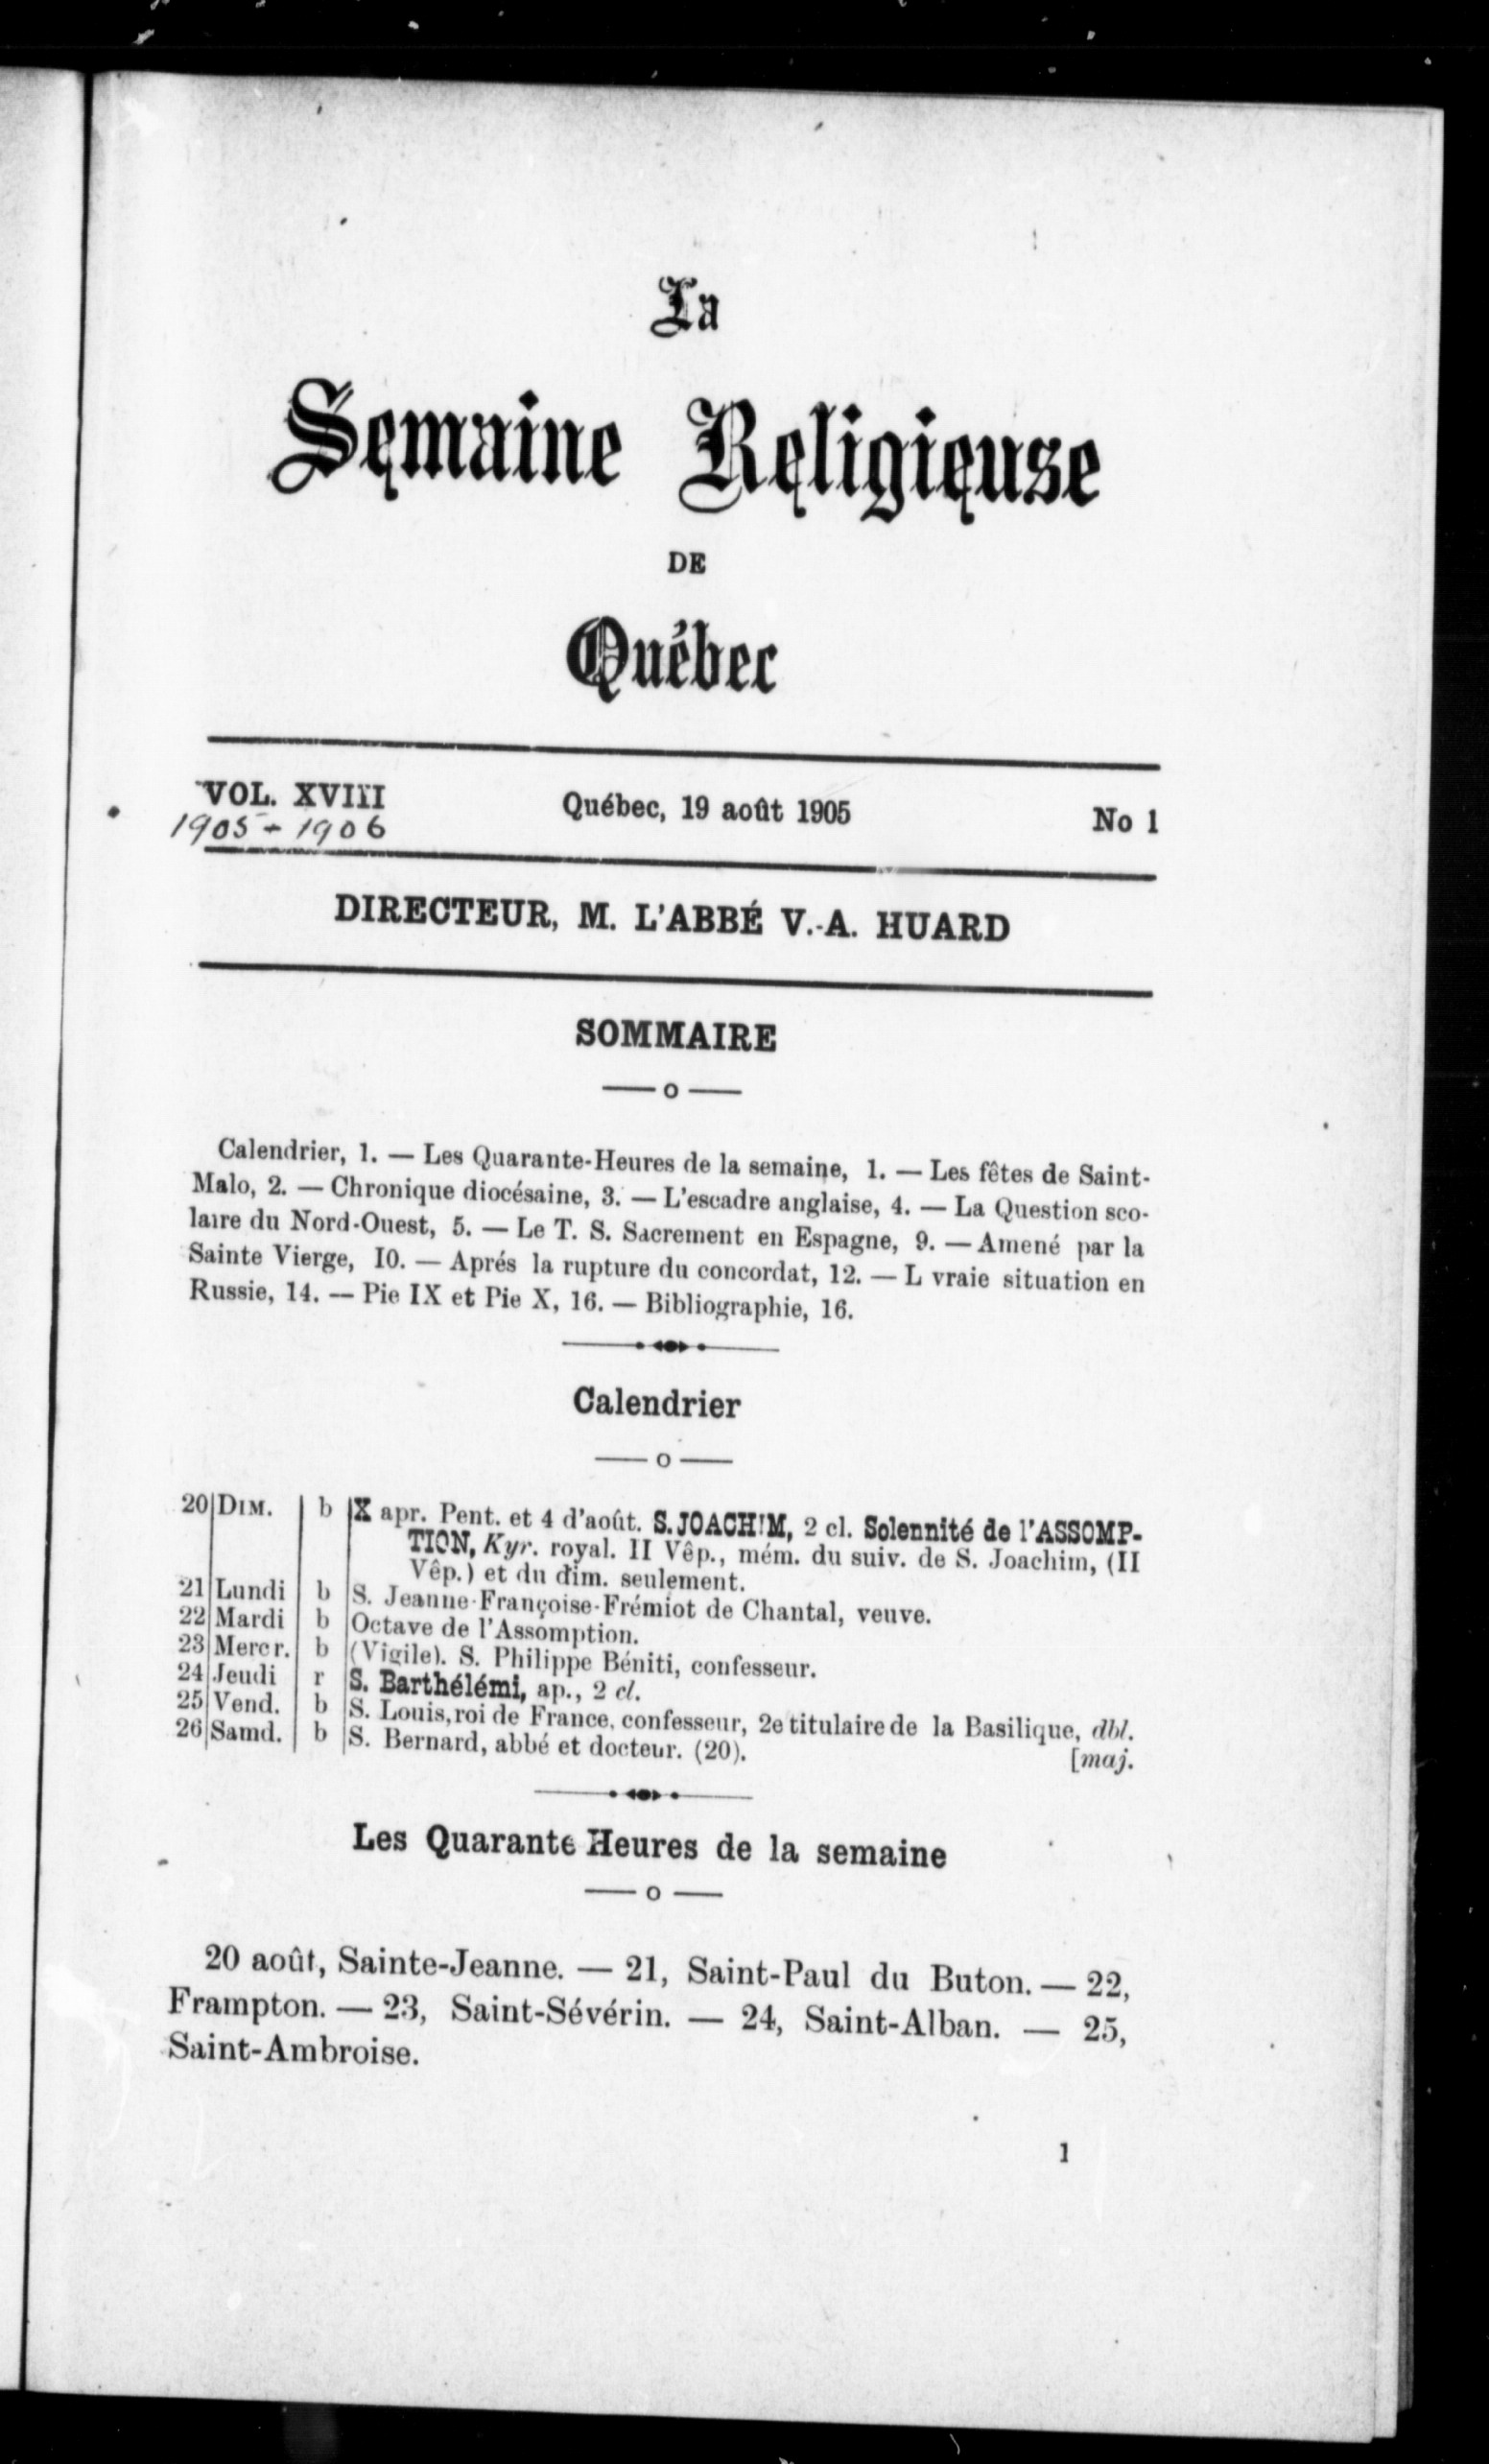 La
Semaine Religieuse
DE
Québec
VOL. XVIII Québec, 19 août 1905 No 1
1905-1906
DIRECTEUR, M. L'ABBÉ V.-A. HUARD
SOMMAIRE
— o —
Calendrier, 1. — Les Quarante-Heures de la semaine, 1. — Les fêtes de Saint-
Malo, 2. — Chronique diocésaine, 3. — L'escadre anglaise, 4. — La Question sco-
laire du Nord-Ouest, 5. — Le T. S. Sacrement en Espagne, 9. — Amené par la
Sainte Vierge, 10. — Aprés la rupture du concordat, 12. — L vraie situation en
Russie, 14. — Pie IX et Pie X, 16. — Bibliographie, 16.
Calendrier
— o —
20 DIM. b X apr. Pent. et 4 d'août. S. JOACHIM, 2 cl. Solennité de l'ASSOMP-
TION, Kyr. royal. II Vêp., mém. du suiv. de S. Joachim, (II
Vêp.) et du dim. seulement.
21 Lundi b S. Jeanne-Françoise-Frémiot de Chantal, veuve.
22 Mardi b Octave de l'Assomption.
23 Mercr. b (Vigile). S. Philippe Béniti, confesseur.
24 Jeudi r S. Barthélémi, ap., 2 cl.
25 Vend. b S. Louis, roi de France, confesseur, 2e titulaire de la Basilique, dbl.
26 Samd. b S. Bernard, abbé et docteur. (20). [maj.
Les Quarante Heures de la semaine
— o —
20 août, Sainte-Jeanne. — 21, Saint-Paul du Buton. — 22,
Frampton. — 23, Saint-Sévérin. — 24, Saint-Alban. — 25,
Saint-Ambroise.
1